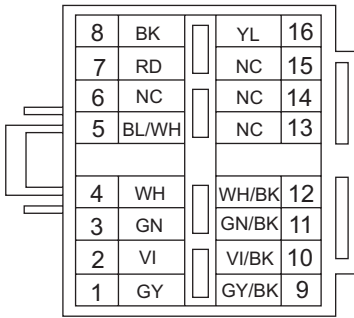 8 BK YL 16
7 RD NC 15
6 NC NC 14
5 BL/WH NC 13
4 WH WH/BK 12
3 GN GN/BK 11
2 VI VI/BK 10
1 GY GY/BK 9